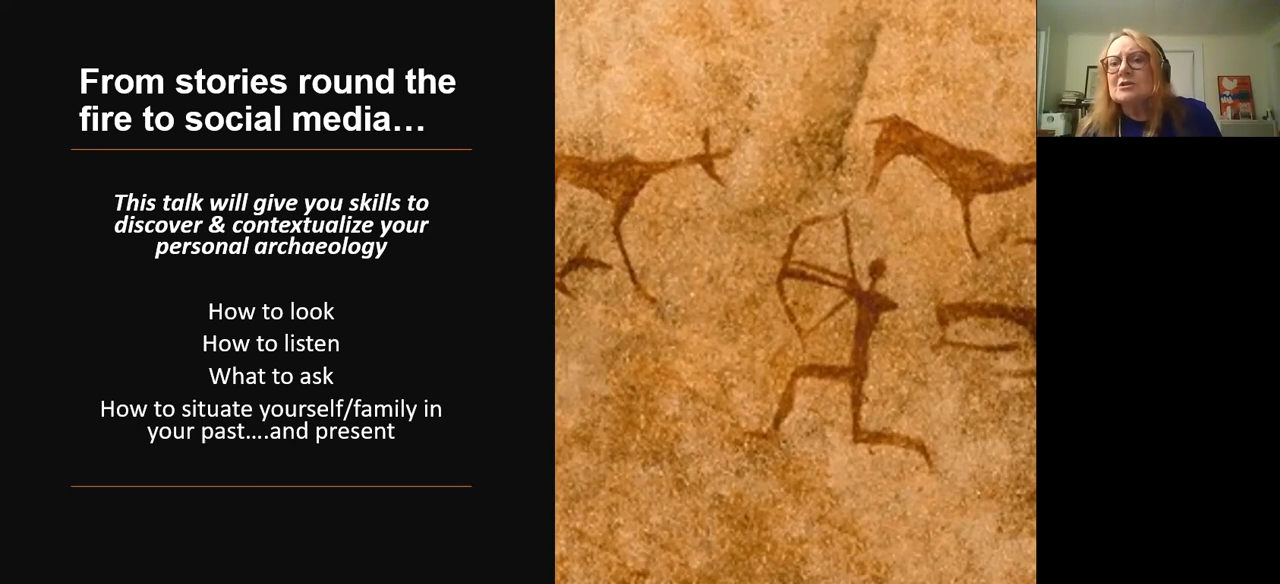 From stories round the
fire to social media…
This talk will give you skills to
discover & contextualize your
personal archaeology
How to look
How to listen
What to ask
How to situate yourself/family in
your past….and present